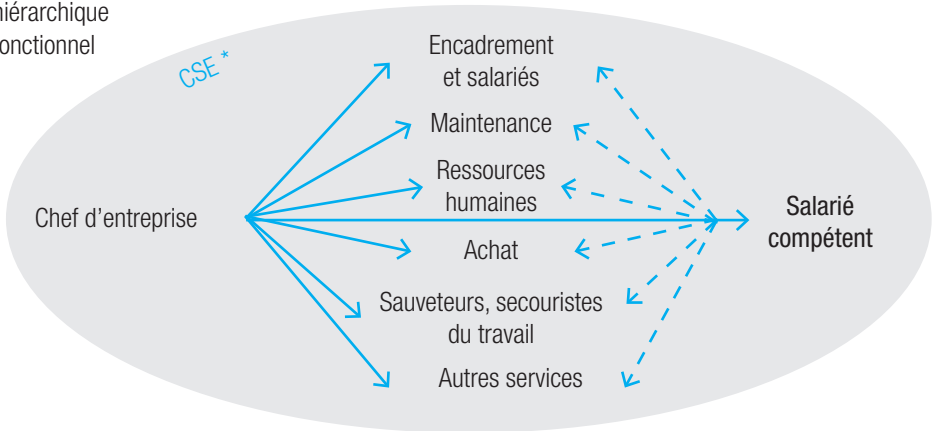 hiérarchique
onctionnel
CSE *
Encadrement
et salariés
Maintenance
Ressources
humaines
Chef d’entreprise
Salarié
compétent
Achat
Sauveteurs, secouristes
du travail
Autres services